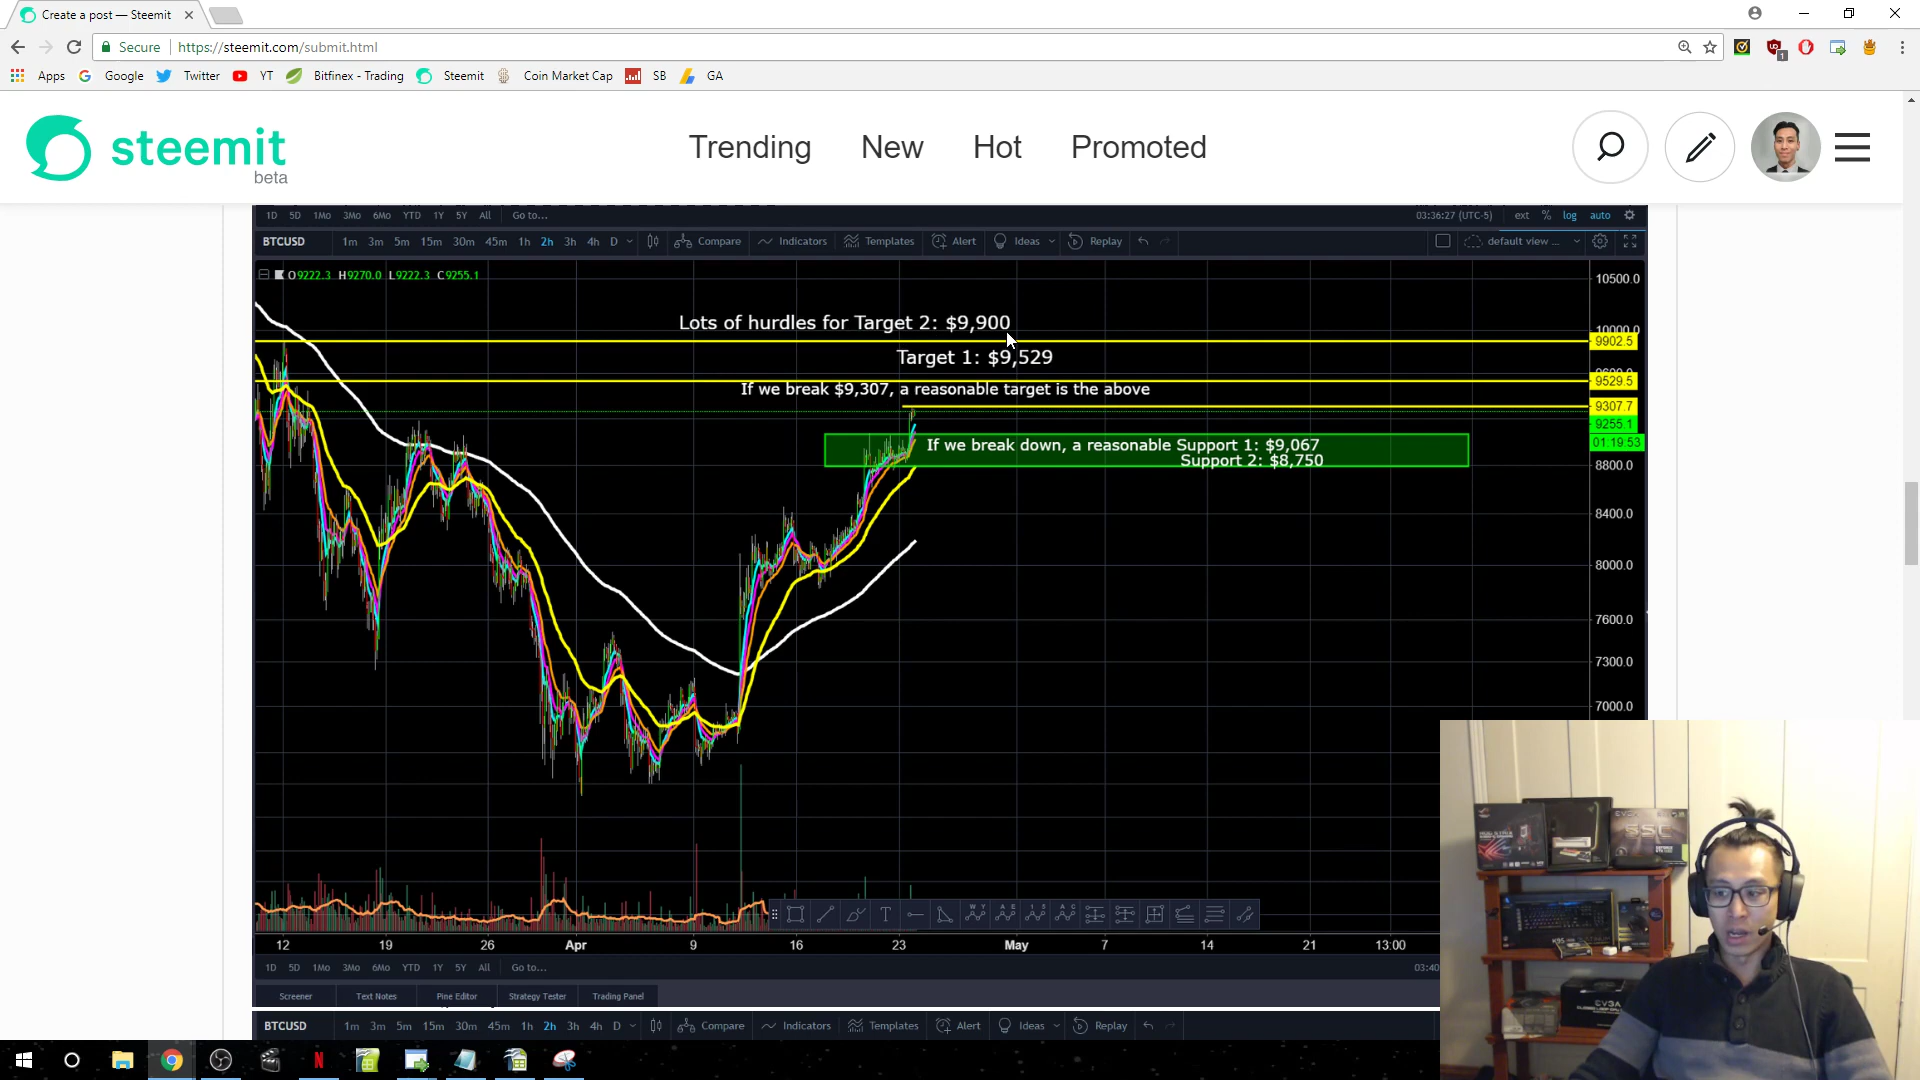 Create a post — Steemit
Secure
https://steemit.com/submit.html
1
Apps Google Twitter YT Bitfinex - Trading Steemit Coin Market Cap SB GA
steemit
beta
Trending New Hot Promoted
1D 5D 1Mo 3Mo 6Mo YTD 1Y 5Y All Go to...
03:36:27 (UTC-5) ext % log auto
BTCUSD 1m 3m 5m 15m 30m 45m 1h 2h 3h 4h D Compare Indicators Templates Alert Ideas Replay default view ...
O9222.3 H9270.0 L9222.3 C9255.1
10500.0
Lots of hurdles for Target 2: $9,900
10000.0
9902.5
Target 1: $9,529
9529.5
If we break $9,307, a reasonable target is the above
9307.7
9255.1
01:19:53
If we break down, a reasonable Support 1: $9,067
Support 2: $8,750
8800.0
8400.0
8000.0
7600.0
7300.0
7000.0
12 19 26 Apr 9 16 23 May 7 14 21 13:00
1D 5D 1Mo 3Mo 6Mo YTD 1Y 5Y All Go to...
03:40
Screener Text Notes Pine Editor Strategy Tester Trading Panel
BTCUSD 1m 3m 5m 15m 30m 45m 1h 2h 3h 4h D Compare Indicators Templates Alert Ideas Replay
SSC
EVGA